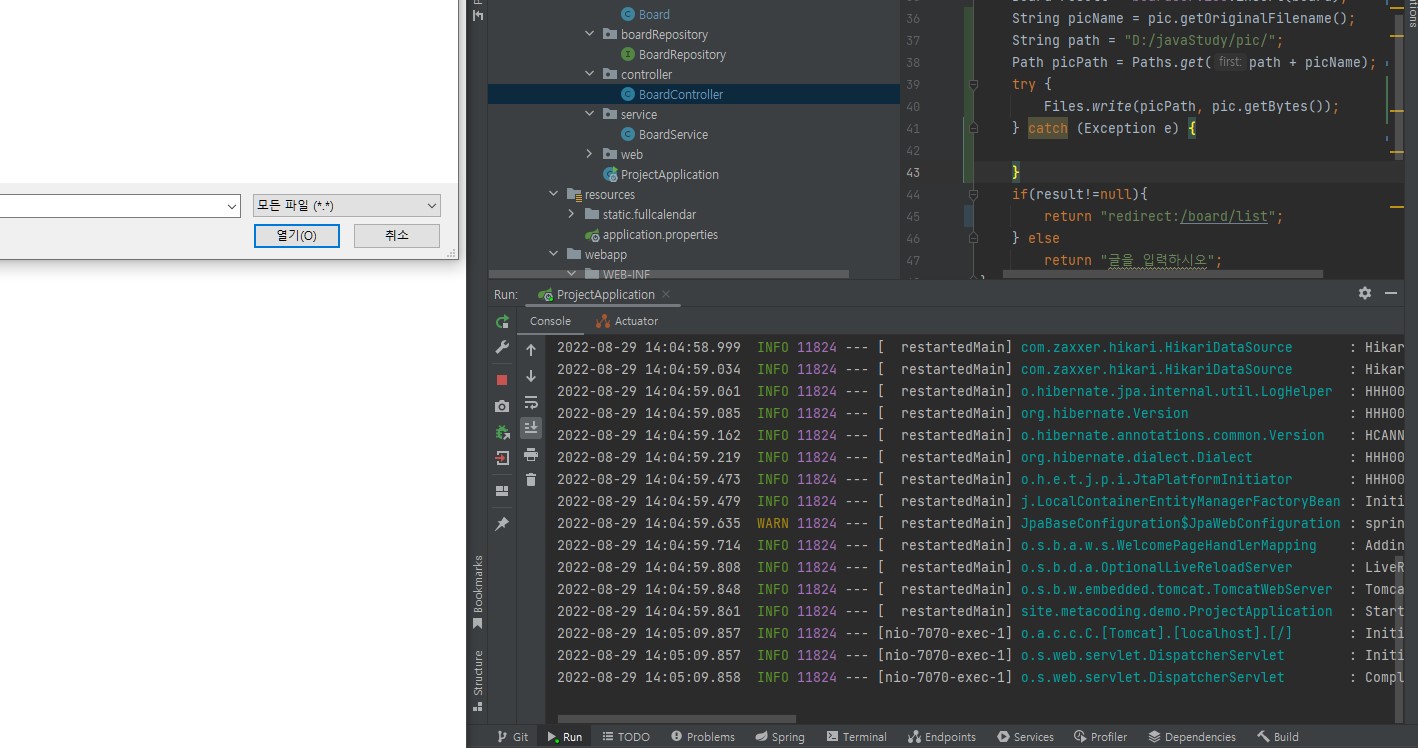 모든 파일 (*.*)
열기(O)
취소
Board
boardRepository
BoardRepository
controller
BoardController
service
BoardService
web
ProjectApplication
resources
static.fullcalendar
application.properties
webapp
WEB-INF
36 String picName = pic.getOriginalFilename();
37 String path = "D:/javaStudy/pic/";
38 Path picPath = Paths.get( first: path + picName);
39 try {
40 Files.write(picPath, pic.getBytes());
41 } catch (Exception e) {
42
43 }
44 if(result!=null){
45 return "redirect:/board/list";
46 } else
47 return "글을 입력하시오";
Run: ProjectApplication
Console Actuator
2022-08-29 14:04:58.999 INFO 11824 --- [ restartedMain] com.zaxxer.hikari.HikariDataSource : Hikar
2022-08-29 14:04:59.034 INFO 11824 --- [ restartedMain] com.zaxxer.hikari.HikariDataSource : Hikar
2022-08-29 14:04:59.061 INFO 11824 --- [ restartedMain] o.hibernate.jpa.internal.util.LogHelper : HHH00
2022-08-29 14:04:59.085 INFO 11824 --- [ restartedMain] org.hibernate.Version : HHH00
2022-08-29 14:04:59.162 INFO 11824 --- [ restartedMain] o.hibernate.annotations.common.Version : HCANN
2022-08-29 14:04:59.219 INFO 11824 --- [ restartedMain] org.hibernate.dialect.Dialect : HHH00
2022-08-29 14:04:59.473 INFO 11824 --- [ restartedMain] o.h.e.t.j.p.i.JtaPlatformInitiator : HHH00
2022-08-29 14:04:59.479 INFO 11824 --- [ restartedMain] j.LocalContainerEntityManagerFactoryBean : Initi
2022-08-29 14:04:59.635 WARN 11824 --- [ restartedMain] JpaBaseConfiguration$JpaWebConfiguration : sprin
2022-08-29 14:04:59.714 INFO 11824 --- [ restartedMain] o.s.b.a.w.s.WelcomePageHandlerMapping : Addin
2022-08-29 14:04:59.808 INFO 11824 --- [ restartedMain] o.s.b.d.a.OptionalLiveReloadServer : LiveR
2022-08-29 14:04:59.848 INFO 11824 --- [ restartedMain] o.s.b.w.embedded.tomcat.TomcatWebServer : Tomca
2022-08-29 14:04:59.861 INFO 11824 --- [ restartedMain] site.metacoding.demo.ProjectApplication : Start
2022-08-29 14:05:09.857 INFO 11824 --- [nio-7070-exec-1] o.a.c.c.C.[Tomcat].[localhost].[/] : Initi
2022-08-29 14:05:09.857 INFO 11824 --- [nio-7070-exec-1] o.s.web.servlet.DispatcherServlet : Initi
2022-08-29 14:05:09.858 INFO 11824 --- [nio-7070-exec-1] o.s.web.servlet.DispatcherServlet : Compl
Bookmarks
Structure
Git Run TODO Problems Spring Terminal Endpoints Services Profiler Dependencies Build